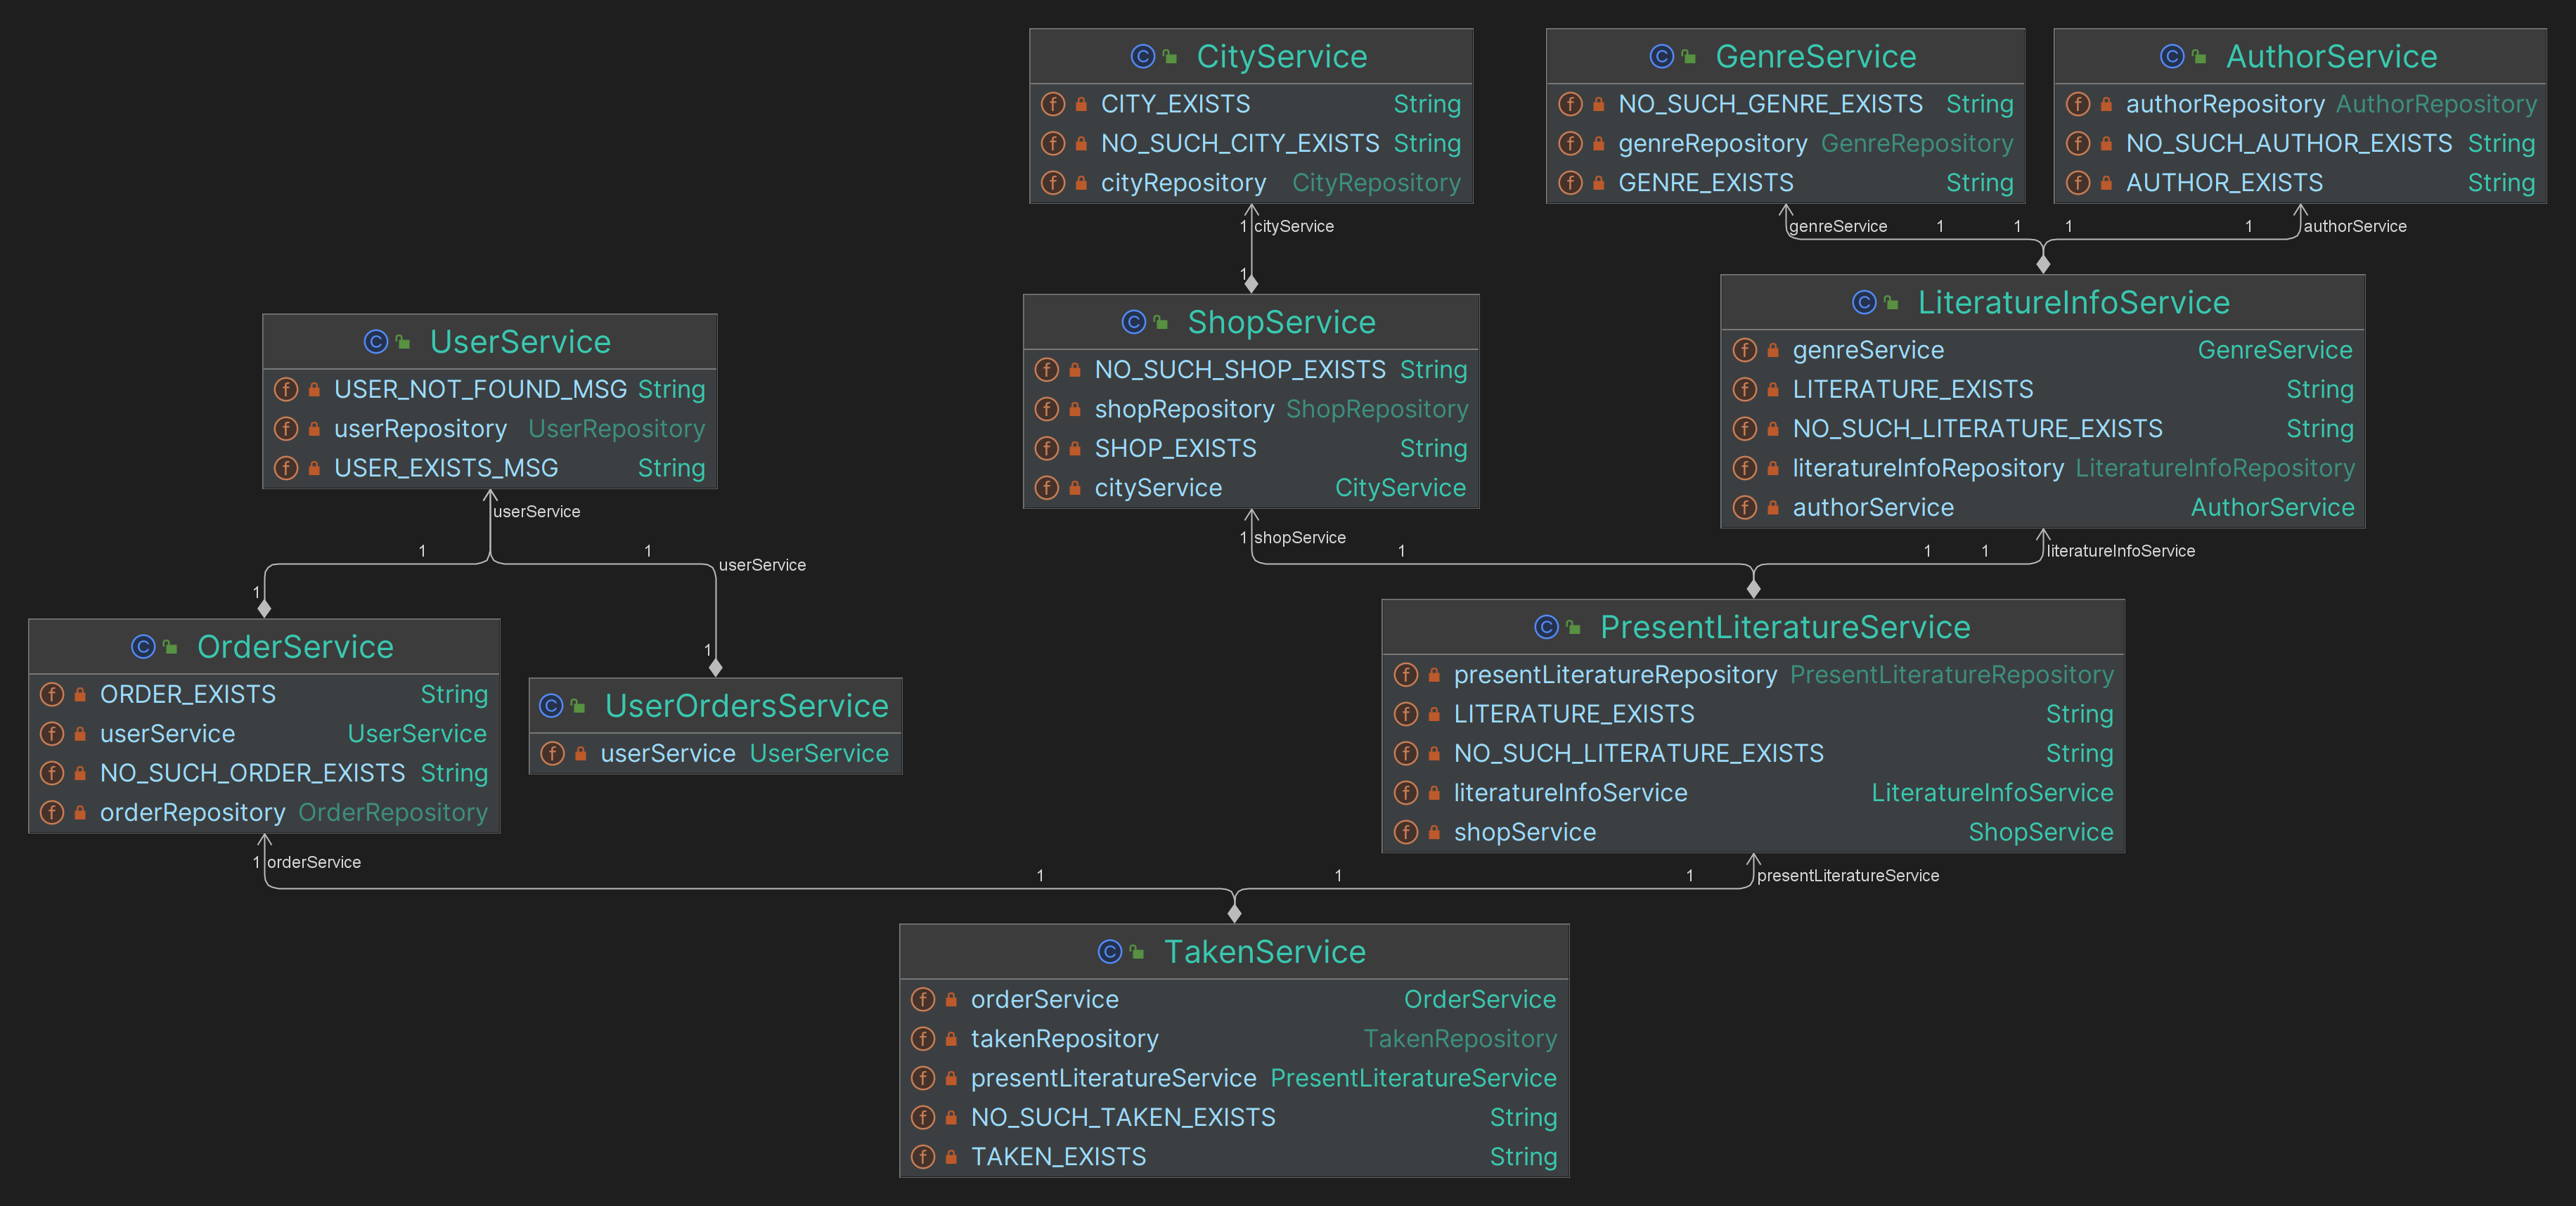 CityService
CITY_EXISTS String
NO_SUCH_CITY_EXISTS String
cityRepository CityRepository
GenreService
NO_SUCH_GENRE_EXISTS String
genreRepository GenreRepository
GENRE_EXISTS String
AuthorService
authorRepository AuthorRepository
NO_SUCH_AUTHOR_EXISTS String
AUTHOR_EXISTS String
1 cityService
1
genreService 1 1 1 1 authorService
UserService
USER_NOT_FOUND_MSG String
userRepository UserRepository
USER_EXISTS_MSG String
ShopService
NO_SUCH_SHOP_EXISTS String
shopRepository ShopRepository
SHOP_EXISTS String
cityService CityService
LiteratureInfoService
genreService GenreService
LITERATURE_EXISTS String
NO_SUCH_LITERATURE_EXISTS String
literatureInfoRepository LiteratureInfoRepository
authorService AuthorService
userService
1 1
userService
1
1
1 shopService
1 1 1 literatureInfoService
OrderService
ORDER_EXISTS String
userService UserService
NO_SUCH_ORDER_EXISTS String
orderRepository OrderRepository
UserOrdersService
userService UserService
PresentLiteratureService
presentLiteratureRepository PresentLiteratureRepository
LITERATURE_EXISTS String
NO_SUCH_LITERATURE_EXISTS String
literatureInfoService LiteratureInfoService
shopService ShopService
1 orderService
1 1 1 presentLiteratureService
TakenService
orderService OrderService
takenRepository TakenRepository
presentLiteratureService PresentLiteratureService
NO_SUCH_TAKEN_EXISTS String
TAKEN_EXISTS String